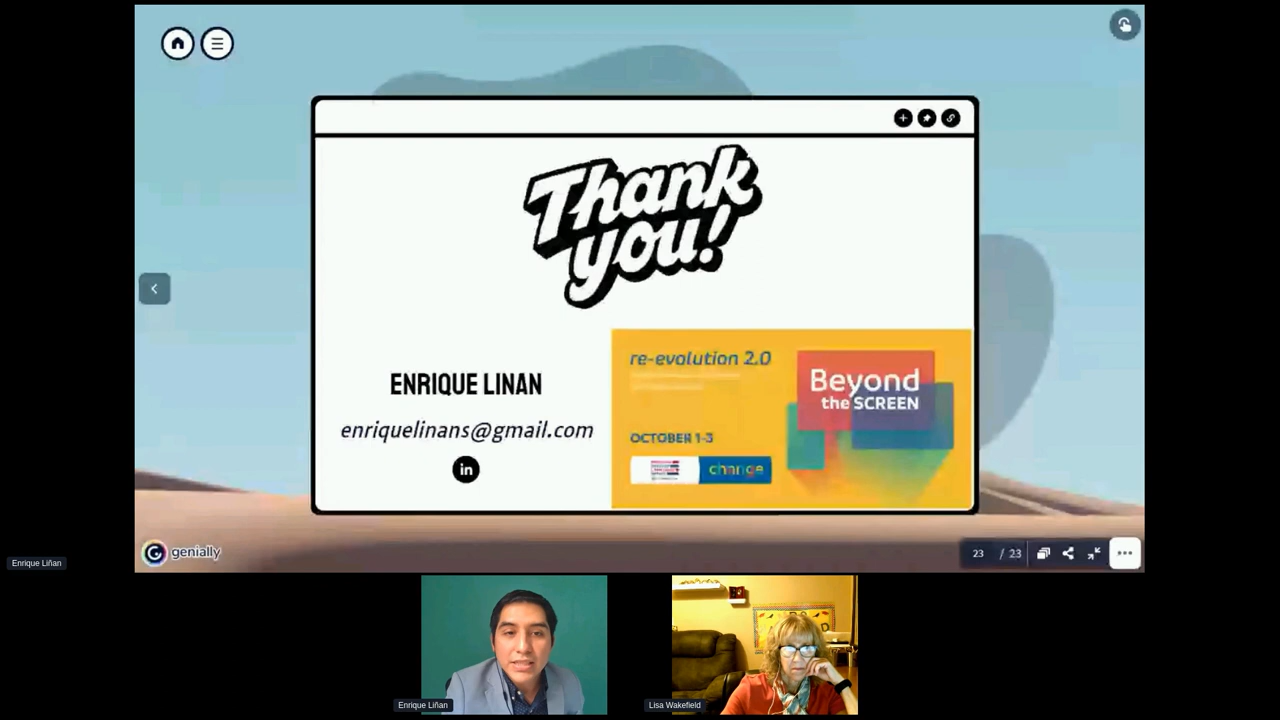 Thank
you!
ENRIQUE LINAN
enriquelinans@gmail.com
in
re-evolution 2.0
OCTOBER 1-3
change
Beyond
the SCREEN
genially
23 / 23
Enrique Liñan
Enrique Liñan
Lisa Wakefield